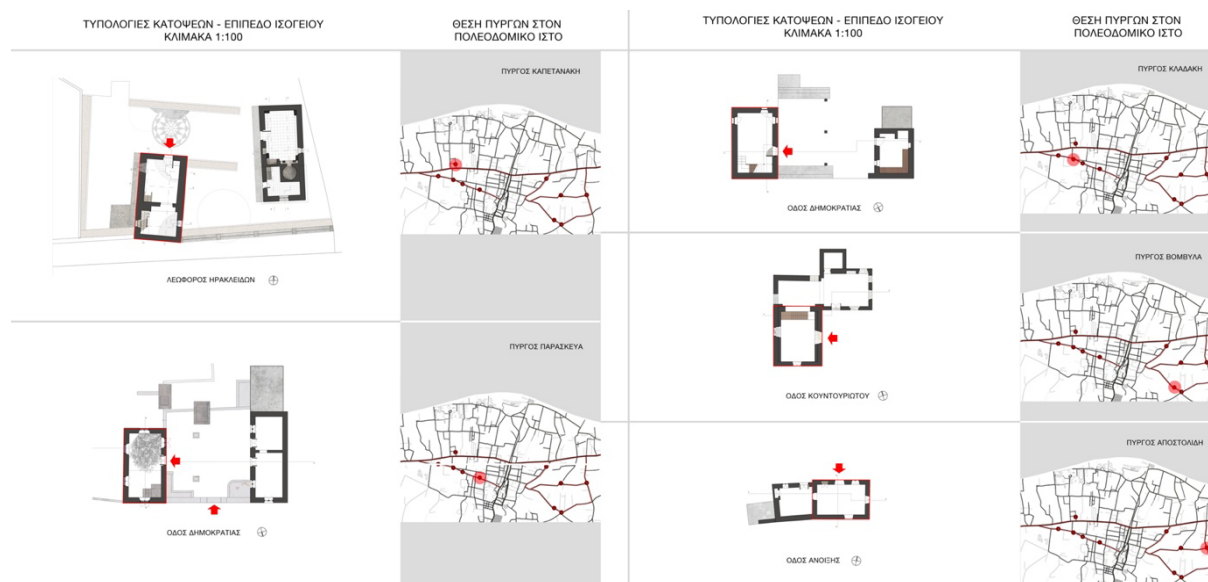 ΤΥΠΟΛΟΓΙΕΣ ΚΑΤΟΨΕΩΝ - ΕΠΙΠΕΔΟ ΙΣΟΓΕΙΟΥ
ΚΛΙΜΑΚΑ 1:100
ΘΕΣΗ ΠΥΡΓΩΝ ΣΤΟΝ
ΠΟΛΕΟΔΟΜΙΚΟ ΙΣΤΟ
ΠΥΡΓΟΣ ΚΑΠΕΤΑΝΑΚΗ
ΛΕΩΦΟΡΟΣ ΗΡΑΚΛΕΙΔΩΝ
ΠΥΡΓΟΣ ΠΑΡΑΣΚΕΥΑ
ΟΔΟΣ ΔΗΜΟΚΡΑΤΙΑΣ
ΤΥΠΟΛΟΓΙΕΣ ΚΑΤΟΨΕΩΝ - ΕΠΙΠΕΔΟ ΙΣΟΓΕΙΟΥ
ΚΛΙΜΑΚΑ 1:100
ΘΕΣΗ ΠΥΡΓΩΝ ΣΤΟΝ
ΠΟΛΕΟΔΟΜΙΚΟ ΙΣΤΟ
ΠΥΡΓΟΣ ΚΛΑΔΑΚΗ
ΟΔΟΣ ΔΗΜΟΚΡΑΤΙΑΣ
ΠΥΡΓΟΣ ΒΟΜΒΥΛΑ
ΟΔΟΣ ΚΟΥΝΤΟΥΡΙΩΤΟΥ
ΠΥΡΓΟΣ ΑΠΟΣΤΟΛΙΔΗ
ΟΔΟΣ ΑΝΟΙΞΗΣ